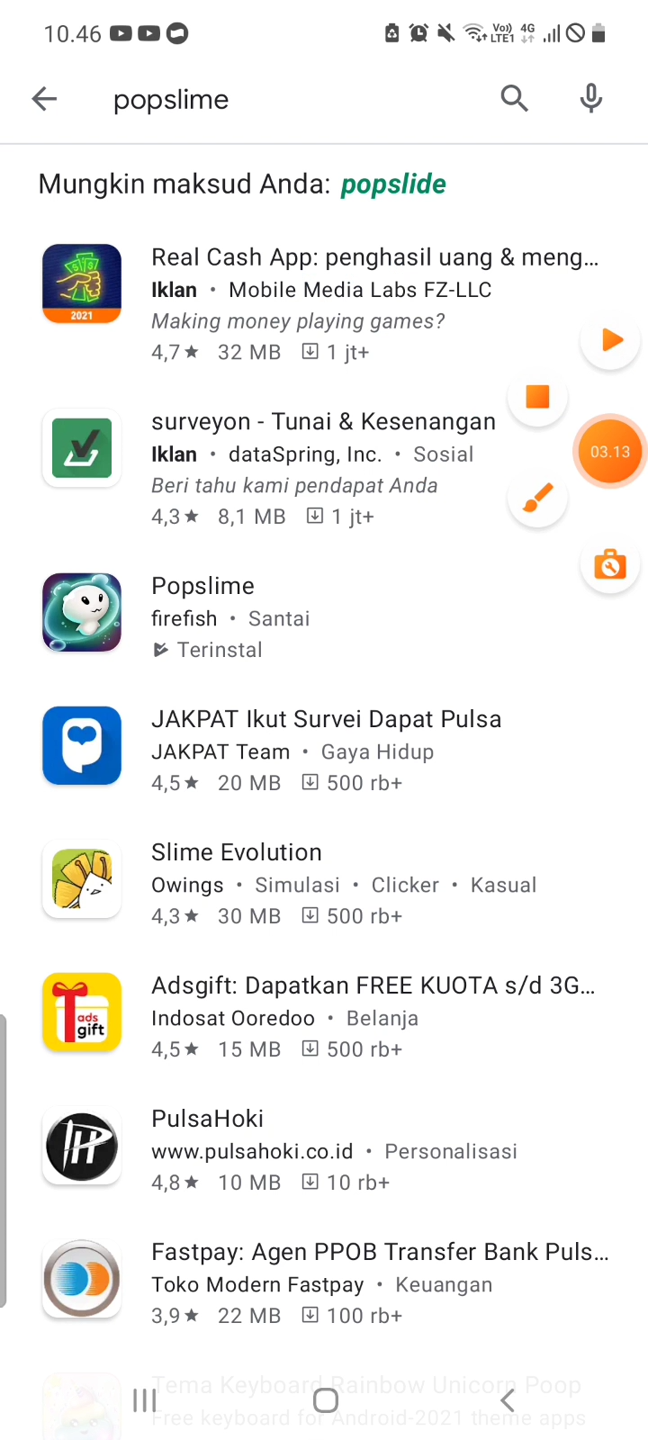 10.46
Vo)) LTE1 4G
popslime
Mungkin maksud Anda: popslide
Real Cash App: penghasil uang & meng...
Iklan • Mobile Media Labs FZ-LLC
Making money playing games?
4,7★ 32 MB 1 jt+
2021
surveyon - Tunai & Kesenangan
Iklan • dataSpring, Inc. • Sosial
Beri tahu kami pendapat Anda
4,3★ 8,1 MB 1 jt+
03.13
Popslime
firefish • Santai
Terinstal
JAKPAT Ikut Survei Dapat Pulsa
JAKPAT Team • Gaya Hidup
4,5★ 20 MB 500 rb+
Slime Evolution
Owings • Simulasi • Clicker • Kasual
4,3★ 30 MB 500 rb+
Adsgift: Dapatkan FREE KUOTA s/d 3G...
Indosat Ooredoo • Belanja
4,5★ 15 MB 500 rb+
ads
gift
PulsaHoki
www.pulsahoki.co.id • Personalisasi
4,8★ 10 MB 10 rb+
Fastpay: Agen PPOB Transfer Bank Puls...
Toko Modern Fastpay • Keuangan
3,9★ 22 MB 100 rb+
Tema Keyboard Rainbow Unicorn Poop
Free keyboard for Android-2021 theme apps